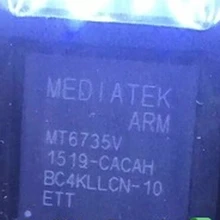 MEDIATEK
ARM
MT6735V
1519-CACAH
BC4KLLCN-10
ETT